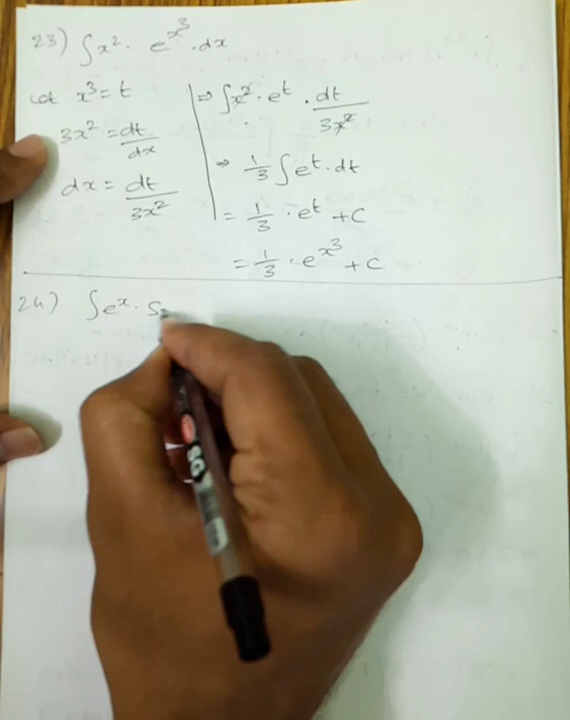 23) ∫x². e^x³ .dx
Let x³ = t
3x² = dt/dx
dx = dt/3x²
⇒ ∫x². e^t . dt/3x²
⇒ 1/3 ∫e^t. dt
= 1/3 . e^t + C
= 1/3 . e^x³ + C
24) ∫e^x. S